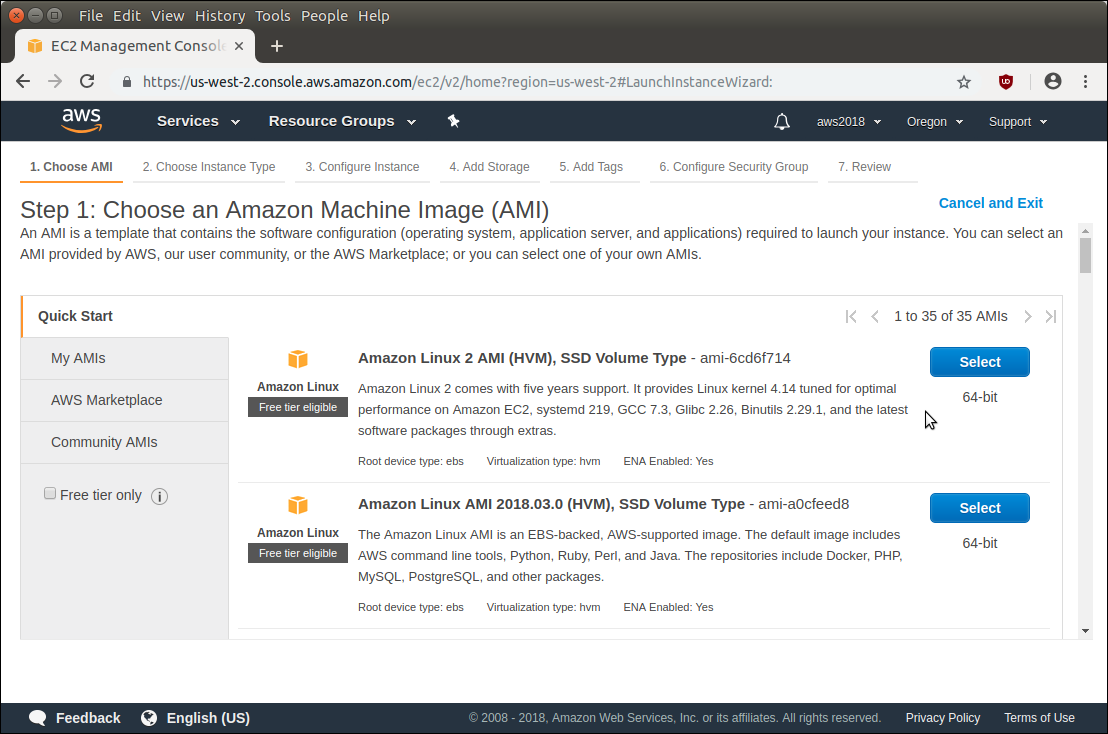 File Edit View History Tools People Help
EC2 Management Consol
https://us-west-2.console.aws.amazon.com/ec2/v2/home?region=us-west-2#LaunchInstanceWizard:
aws Services Resource Groups aws2018 Oregon Support
1. Choose AMI 2. Choose Instance Type 3. Configure Instance 4. Add Storage 5. Add Tags 6. Configure Security Group 7. Review
Step 1: Choose an Amazon Machine Image (AMI)
Cancel and Exit
An AMI is a template that contains the software configuration (operating system, application server, and applications) required to launch your instance. You can select an
AMI provided by AWS, our user community, or the AWS Marketplace; or you can select one of your own AMIs.
Quick Start
1 to 35 of 35 AMIs
My AMIs
AWS Marketplace
Community AMIs
Free tier only
Amazon Linux
Free tier eligible
Amazon Linux 2 AMI (HVM), SSD Volume Type - ami-6cd6f714
Amazon Linux 2 comes with five years support. It provides Linux kernel 4.14 tuned for optimal
performance on Amazon EC2, systemd 219, GCC 7.3, Glibc 2.26, Binutils 2.29.1, and the latest
software packages through extras.
Root device type: ebs Virtualization type: hvm ENA Enabled: Yes
Select
64-bit
Amazon Linux
Free tier eligible
Amazon Linux AMI 2018.03.0 (HVM), SSD Volume Type - ami-a0cfeed8
The Amazon Linux AMI is an EBS-backed, AWS-supported image. The default image includes
AWS command line tools, Python, Ruby, Perl, and Java. The repositories include Docker, PHP,
MySQL, PostgreSQL, and other packages.
Root device type: ebs Virtualization type: hvm ENA Enabled: Yes
Select
64-bit
Feedback English (US) © 2008 - 2018, Amazon Web Services, Inc. or its affiliates. All rights reserved. Privacy Policy Terms of Use